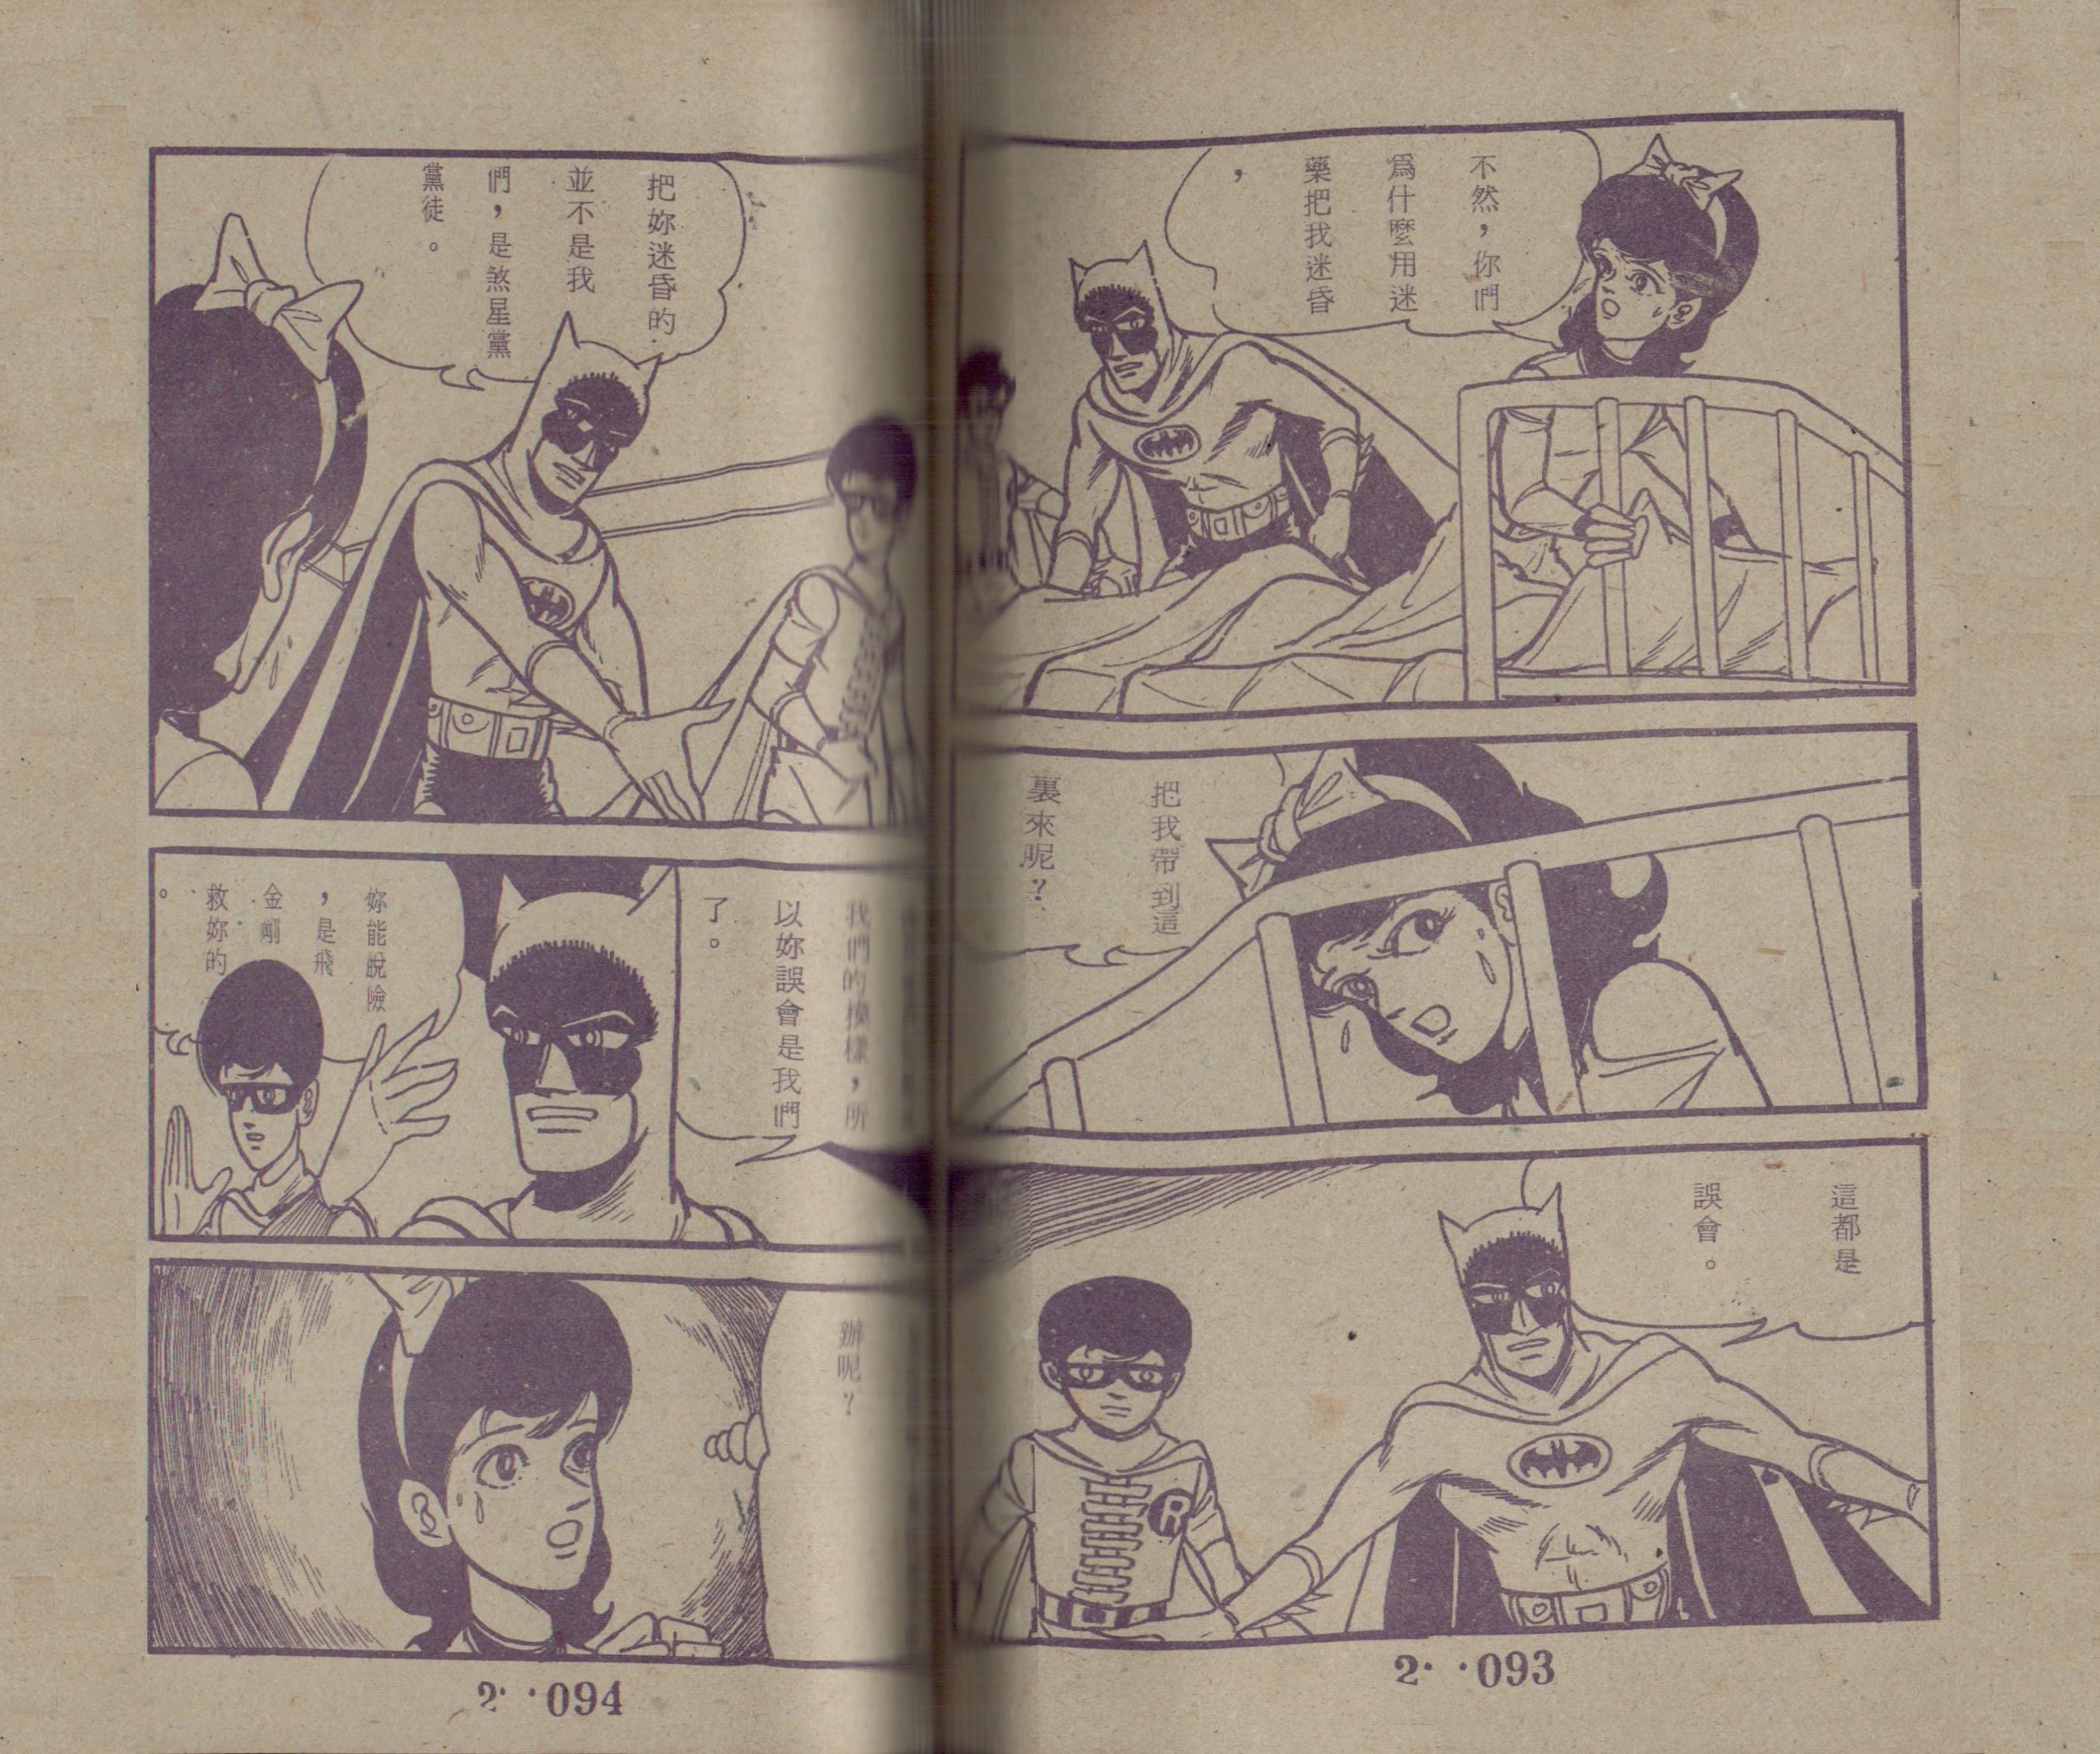 不然，你們
爲什麼用迷
藥把我迷昏
，
把我帶到這
裏來呢？
這都是
誤會。
R
2··093
把妳迷昏的
並不是我
們，是煞星黨
黨徒。
我們的模樣，所
以妳誤會是我們
了。
妳能脫險
，是飛
金剛
救妳的
。
辦呢？
2··094